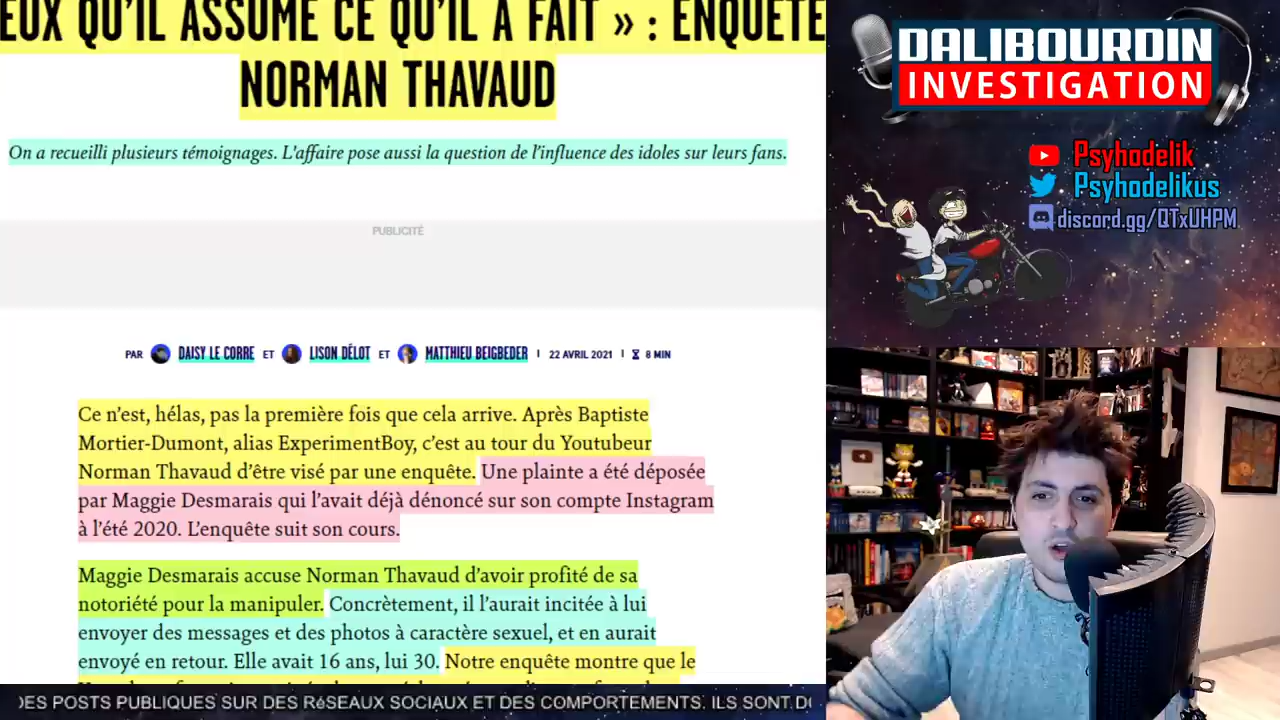 EUX QU'IL ASSUME CE QU'IL A FAIT » : ENQUÊTE
NORMAN THAVAUD
On a recueilli plusieurs témoignages. L'affaire pose aussi la question de l'influence des idoles sur leurs fans.
PUBLICITÉ
PAR DAISY LE CORRE ET LISON DÉLOT ET MATTHIEU BEIGBEDER | 22 AVRIL 2021 | 8 MIN
Ce n'est, hélas, pas la première fois que cela arrive. Après Baptiste
Mortier-Dumont, alias ExperimentBoy, c'est au tour du Youtubeur
Norman Thavaud d'être visé par une enquête. Une plainte a été déposée
par Maggie Desmarais qui l'avait déjà dénoncé sur son compte Instagram
à l'été 2020. L'enquête suit son cours.
Maggie Desmarais accuse Norman Thavaud d'avoir profité de sa
notoriété pour la manipuler. Concrètement, il l'aurait incitée à lui
envoyer des messages et des photos à caractère sexuel, et en aurait
envoyé en retour. Elle avait 16 ans, lui 30. Notre enquête montre que le
DALIBOURDIN
INVESTIGATION
Psyhodelik
Psyhodelikus
discord.gg/QTxUHPM
DES POSTS PUBLIQUES SUR DES RéSEAUX SOCIAUX ET DES COMPORTEMENTS. ILS SONT DO